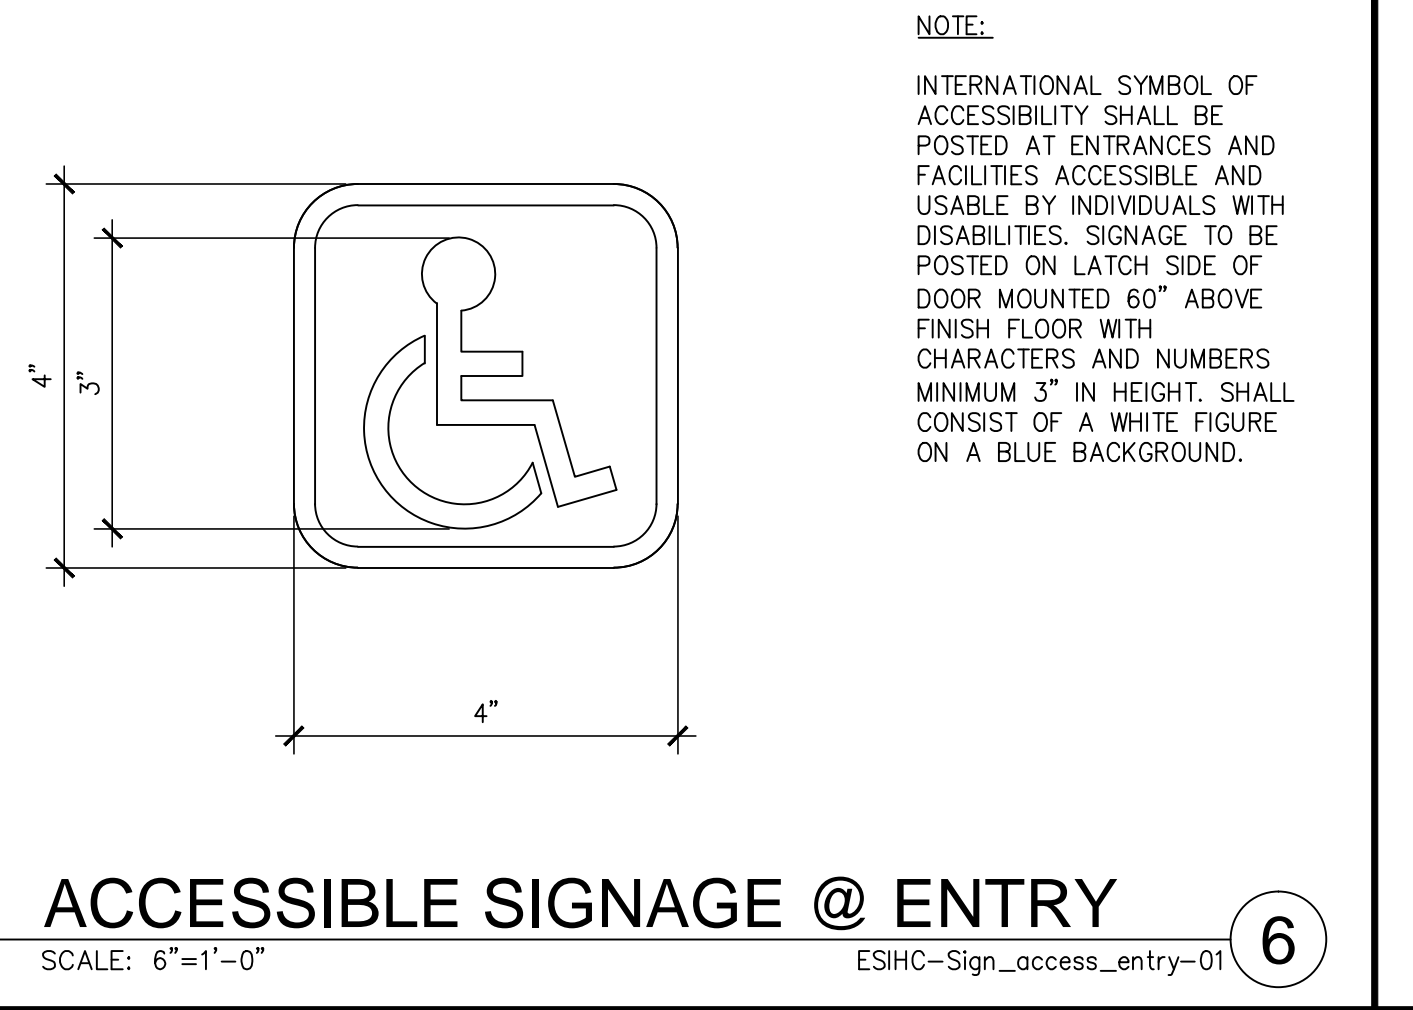 NOTE:
INTERNATIONAL SYMBOL OF
ACCESSIBILITY SHALL BE
POSTED AT ENTRANCES AND
FACILITIES ACCESSIBLE AND
USABLE BY INDIVIDUALS WITH
DISABILITIES. SIGNAGE TO BE
POSTED ON LATCH SIDE OF
DOOR MOUNTED 60” ABOVE
FINISH FLOOR WITH
CHARACTERS AND NUMBERS
MINIMUM 3” IN HEIGHT. SHALL
CONSIST OF A WHITE FIGURE
ON A BLUE BACKGROUND.
4”
3”
4”
ACCESSIBLE SIGNAGE @ ENTRY
6
SCALE: 6”=1’-0”
ESIHC-Sign_access_entry-01